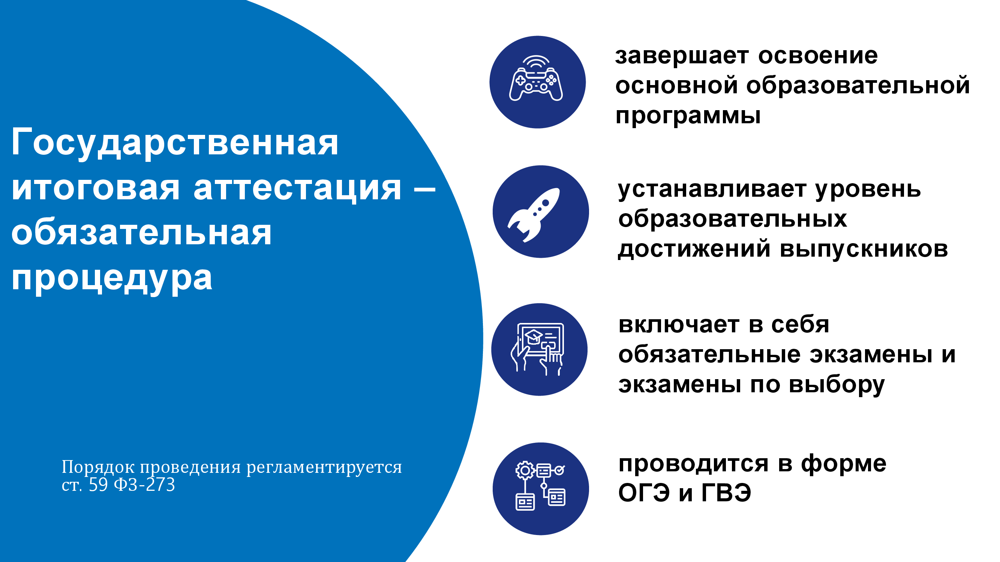 Государственная
итоговая аттестация –
обязательная
процедура
Порядок проведения регламентируется
ст. 59 ФЗ-273
завершает освоение
основной образовательной
программы
устанавливает уровень
образовательных
достижений выпускников
включает в себя
обязательные экзамены и
экзамены по выбору
проводится в форме
ОГЭ и ГВЭ